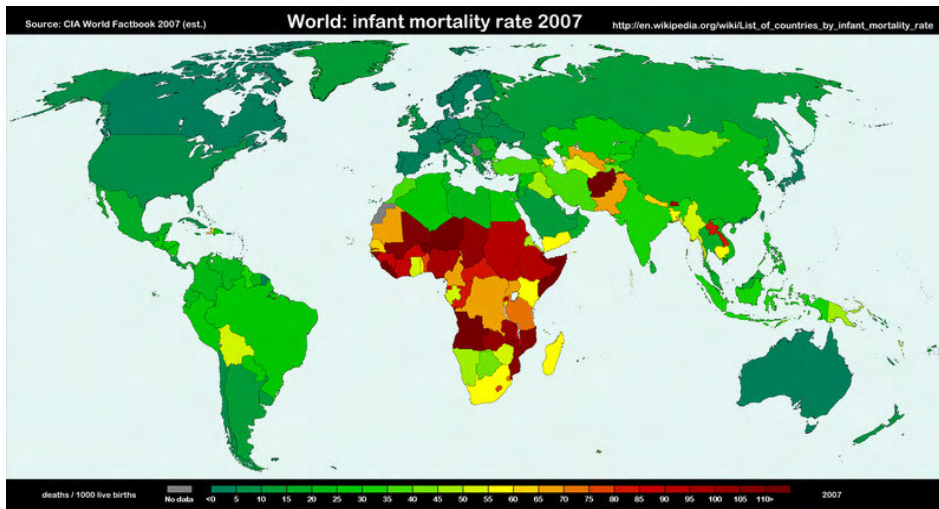 Source: CIA World Factbook 2007 (est.)
World: infant mortality rate 2007
http://en.wikipedia.org/wiki/List_of_countries_by_infant_mortality_rate
deaths / 1000 live births
No data
<0 5 10 15 20 25 30 35 40 45 50 55 60 65 70 75 80 85 90 95 100 105 110>
2007